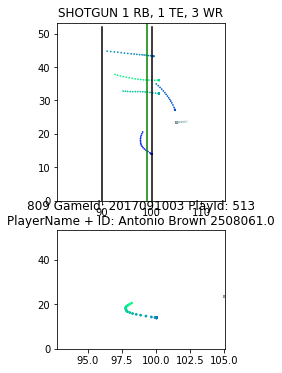 SHOTGUN 1 RB, 1 TE, 3 WR
50
40
30
20
10
0
90 100 110
809 GameId: 2017091003 PlayId: 513
PlayerName + ID: Antonio Brown 2508061.0
40
20
0
95.0 97.5 100.0 102.5 105.0